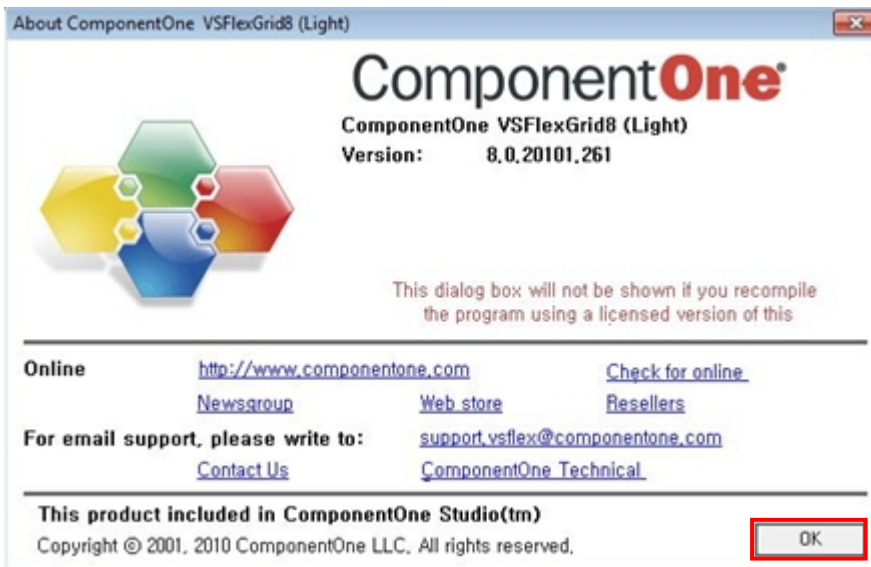 About ComponentOne VSFlexGrid8 (Light)
ComponentOne®
ComponentOne VSFlexGrid8 (Light)
Version: 8.0.20101.261
This dialog box will not be shown if you recompile
the program using a licensed version of this
Online http://www.componentone.com Check for online
Newsgroup Web store Resellers
For email support, please write to: support.vsflex@componentone.com
Contact Us ComponentOne Technical
This product included in ComponentOne Studio(tm)
Copyright © 2001, 2010 ComponentOne LLC. All rights reserved.
OK